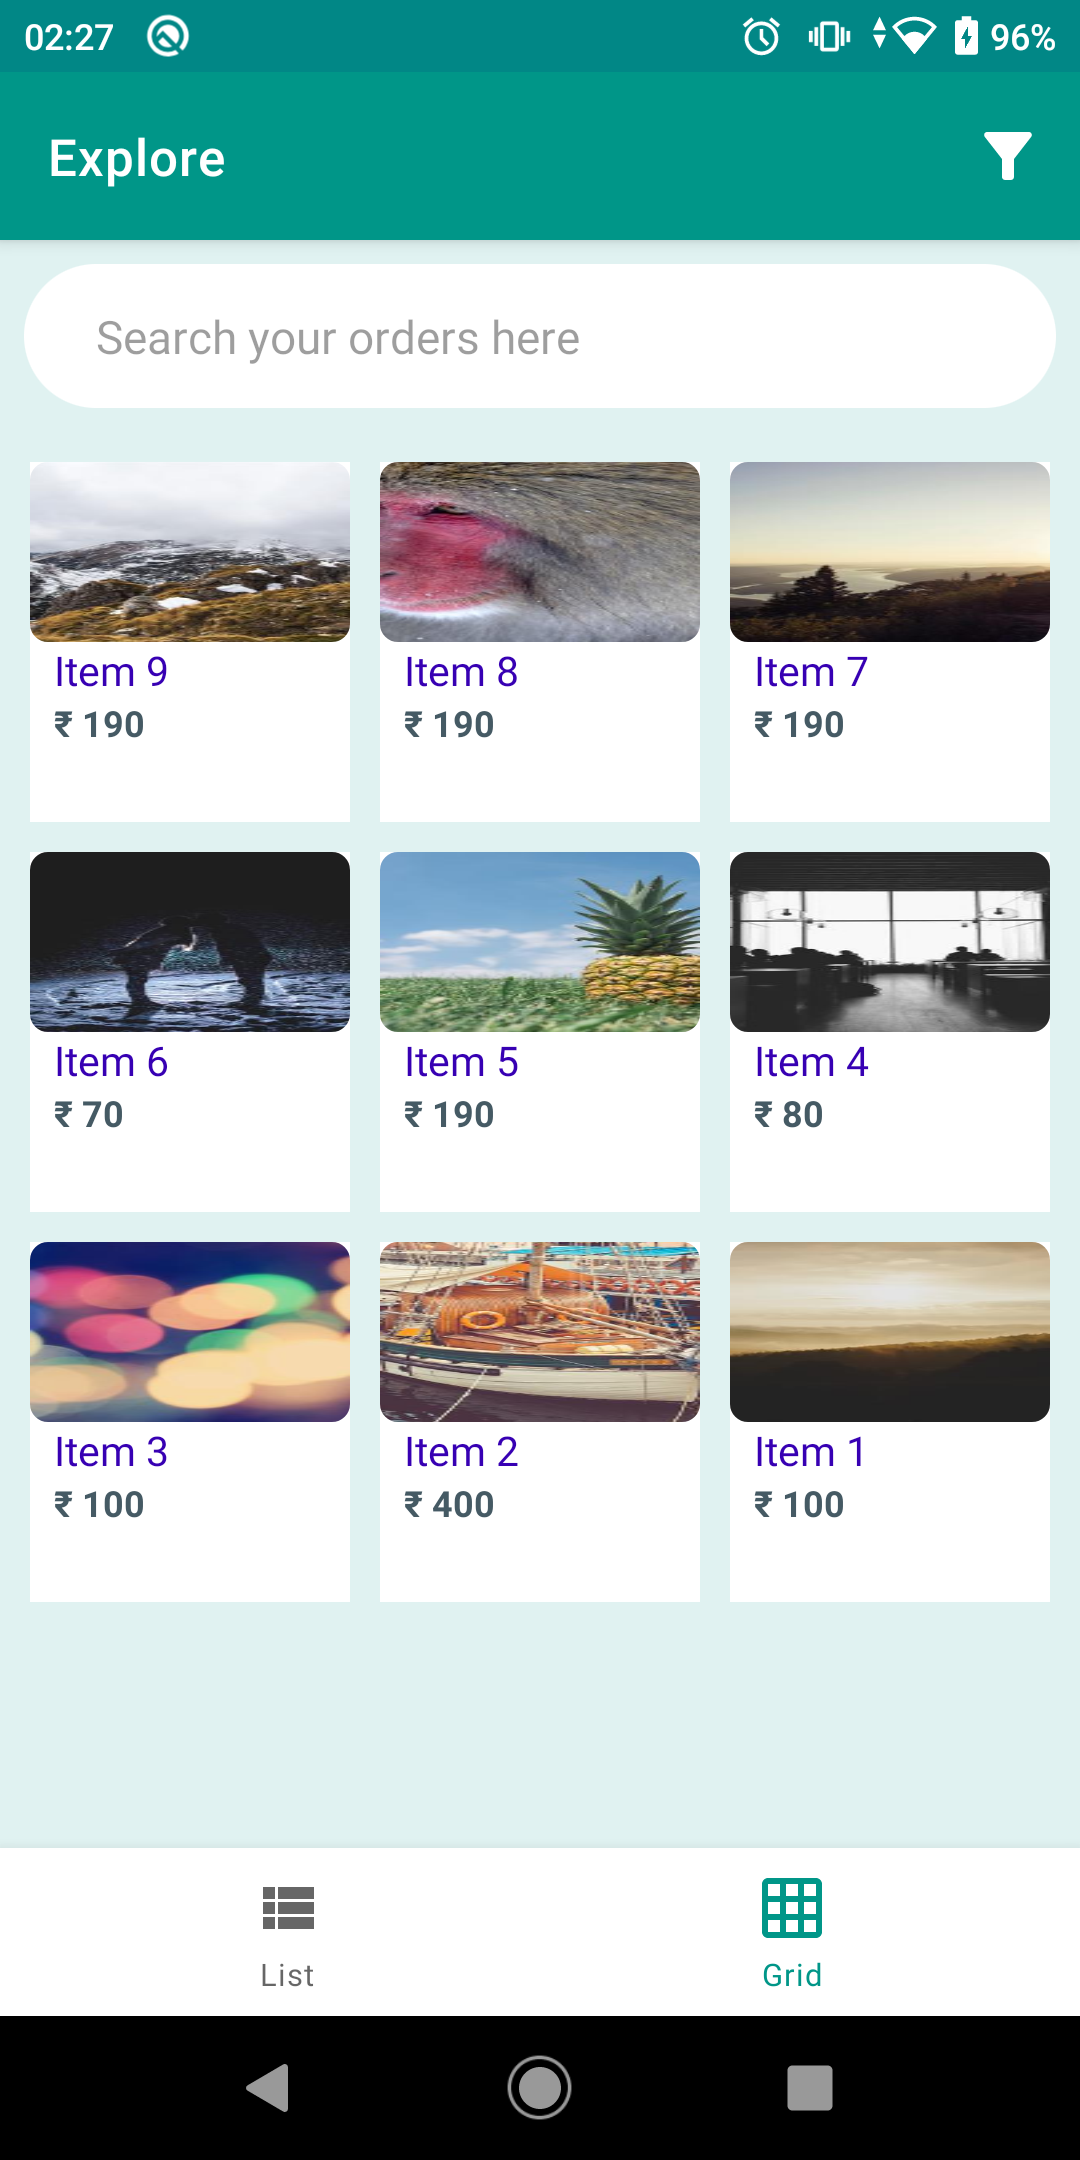 02:27 96%
Explore
Search your orders here
Item 9 Item 8 Item 7
₹ 190 ₹ 190 ₹ 190
Item 6 Item 5 Item 4
₹ 70 ₹ 190 ₹ 80
Item 3 Item 2 Item 1
₹ 100 ₹ 400 ₹ 100
List Grid